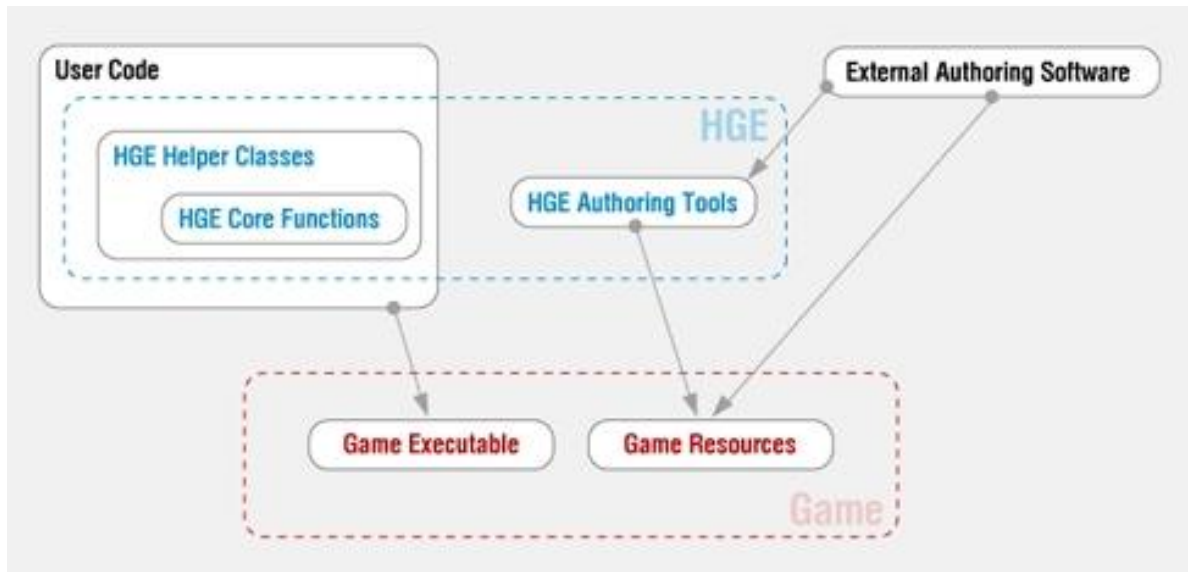 User Code
External Authoring Software
HGE
HGE Helper Classes
HGE Core Functions
HGE Authoring Tools
Game Executable
Game Resources
Game